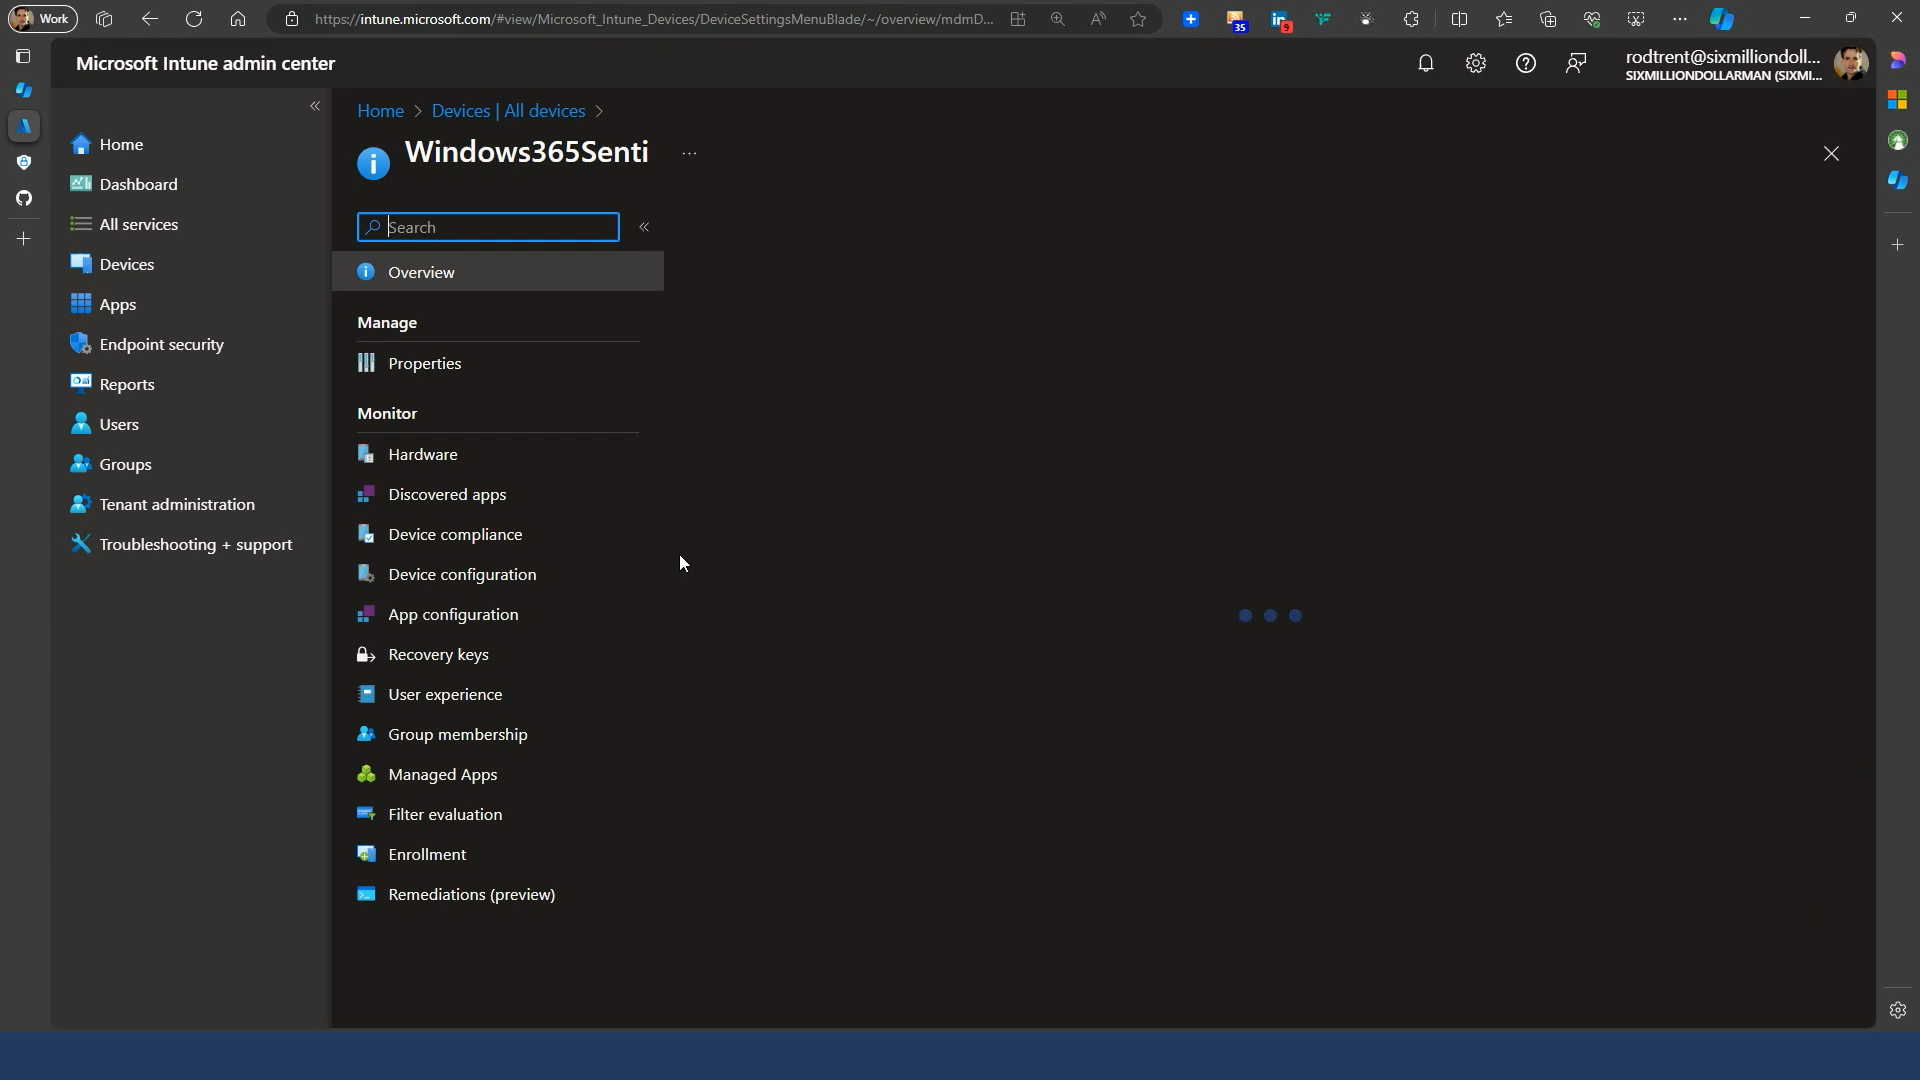 Work
https://intune.microsoft.com/#view/Microsoft_Intune_Devices/DeviceSettingsMenuBlade/~/overview/mdmD...
35
9
Microsoft Intune admin center
rodtrent@sixmilliondoll...
SIXMILLIONDOLLARMAN (SIXMI...
Home
Dashboard
All services
Devices
Apps
Endpoint security
Reports
Users
Groups
Tenant administration
Troubleshooting + support
Home > Devices | All devices >
Windows365Senti ...
Search
Overview
Manage
Properties
Monitor
Hardware
Discovered apps
Device compliance
Device configuration
App configuration
Recovery keys
User experience
Group membership
Managed Apps
Filter evaluation
Enrollment
Remediations (preview)